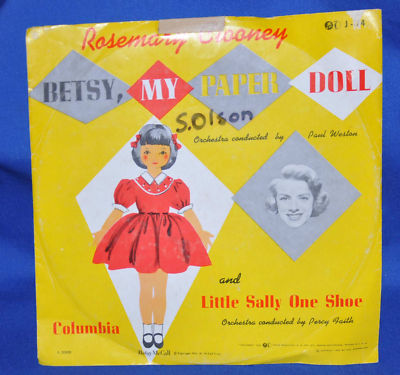 Rosemary Clooney
J-74
BETSY, MY PAPER DOLL
S.Olson
Orchestra conducted by Paul Weston
and
Little Sally One Shoe
Orchestra conducted by Percy Faith
Columbia
Betsy McCall